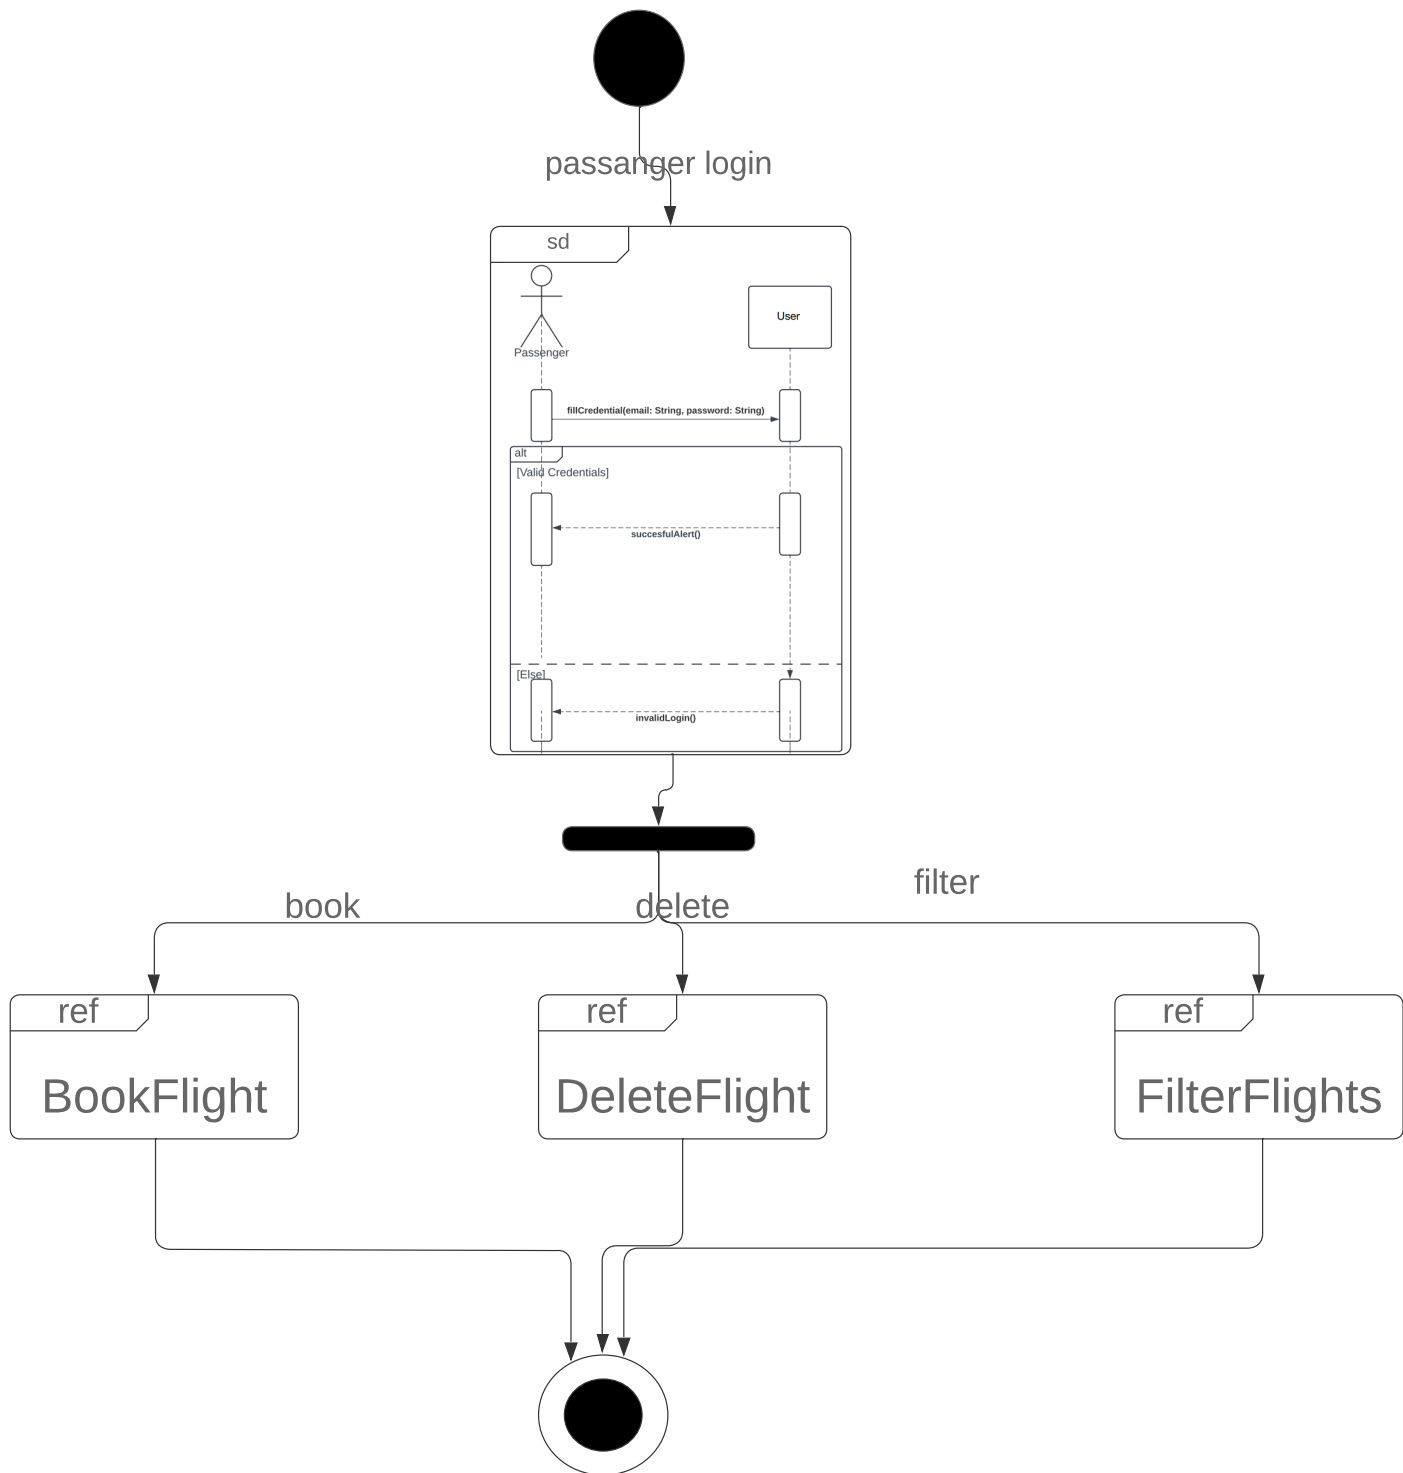 passanger login
sd
Passenger
User
fillCredential(email: String, password: String)
alt
[Valid Credentials]
succesfulAlert()
[Else]
invalidLogin()
book
delete
filter
ref
BookFlight
ref
DeleteFlight
ref
FilterFlights